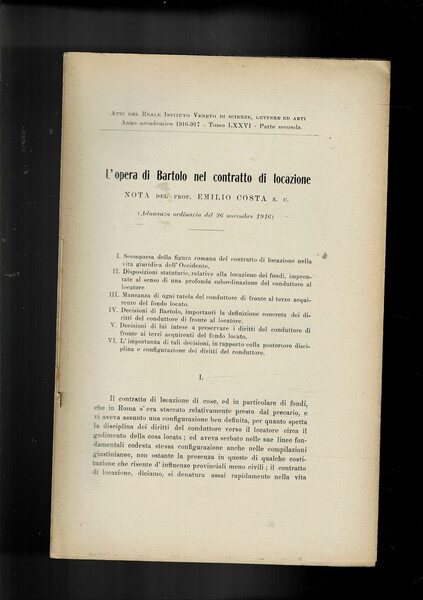 Atti del Reale Istituto Veneto di scienze, lettere ed arti
Anno accademico 1916-917 - Tomo LXXVI - Parte seconda.
L'opera di Bartolo nel contratto di locazione
NOTA DEL PROF. EMILIO COSTA S. C.
(Adunanza ordinaria del 26 novembre 1916)
I. Scomparsa della figura romana del contratto di locazione nella
vita giuridica dell'Occidente.
II. Disposizioni statutarie, relative alla locazione dei fondi, impron-
tate al senso di una profonda subordinazione del conduttore al
locatore
III. Mancanza di ogni tutela del conduttore di fronte al terzo acqui-
rente del fondo locato.
IV. Decisioni di Bartolo, importanti la definizione concreta dei di-
ritti del conduttore di fronte al locatore.
V. Decisioni di lui intese a preservare i diritti del conduttore di
fronte ai terzi acquirenti del fondo locato.
VI. L'importanza di tali decisioni, in rapporto colla posteriore disci-
plina e configurazione dei diritti del conduttore.
I.
Il contratto di locazione di cose, ed in particolare di fondi,
che in Roma s'era staccato relativamente presto dal precario, e
vi aveva assunto una configurazione ben definita, per quanto spetta
la disciplina dei diritti del conduttore verso il locatore circa il
godimento della cosa locata; ed aveva serbato nelle sue linee fon-
damentali codesta stessa configurazione anche nelle compilazioni
giustinianee, non ostante la presenza in queste di qualche costi-
tuzione che risente d'influenze provinciali meno civili; il contratto
di locazione, diciamo, si denatura assai rapidamente nella vita